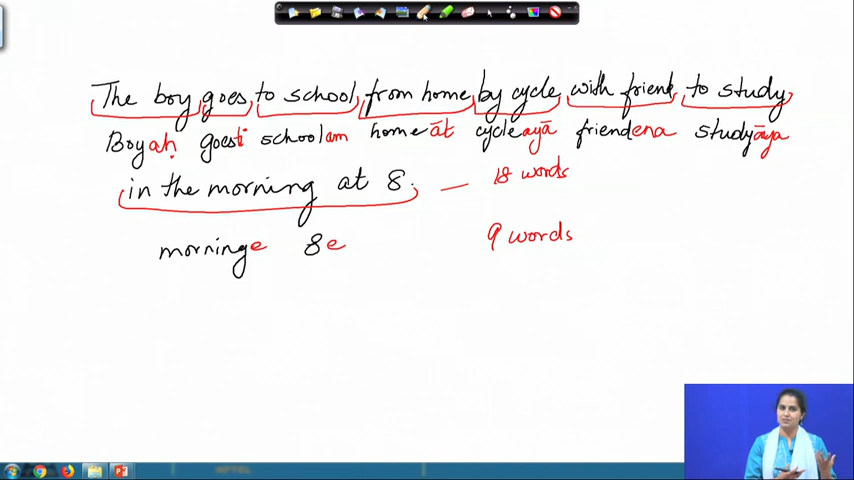 The boy goes to school from home by cycle with friend to study
Boyaḥ goesti schoolam homeāt cycleayā friendena studyāya
in the morning at 8. — 18 words
morninge 8e 9 words
NPTEL